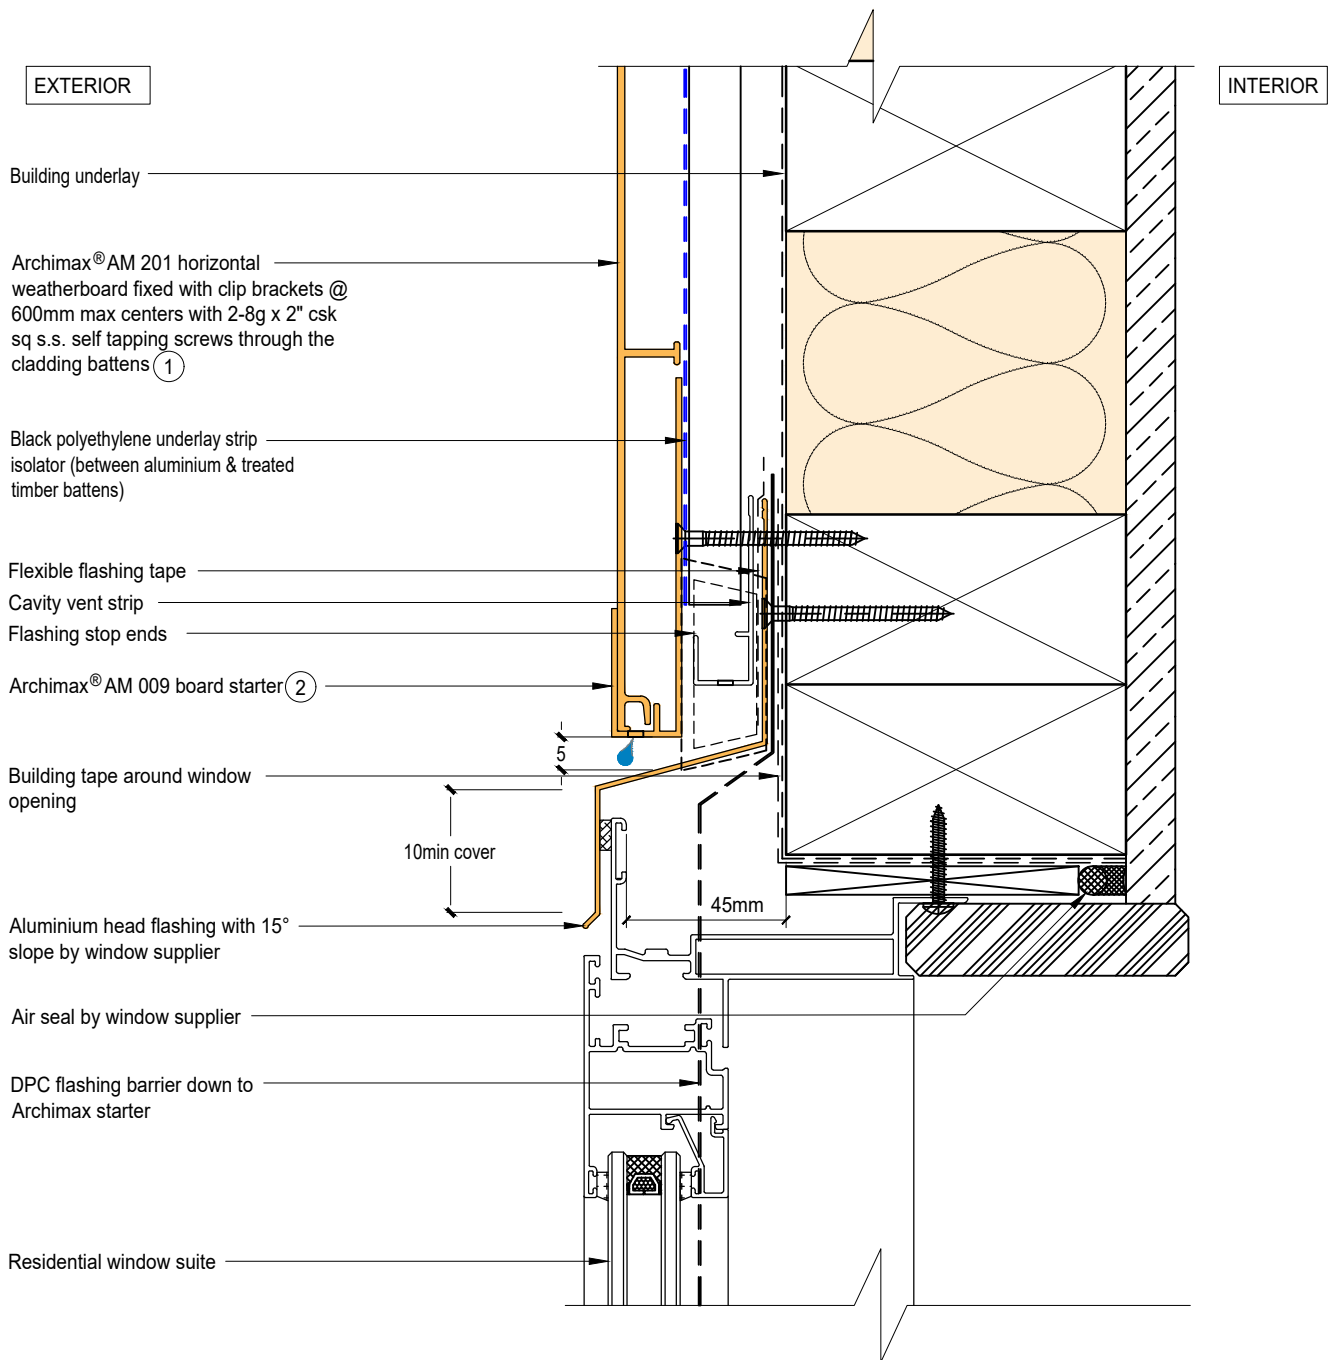 EXTERIOR
INTERIOR
Building underlay
Archimax® AM 201 horizontal
weatherboard fixed with clip brackets @
600mm max centers with 2-8g x 2" csk
sq s.s. self tapping screws through the
cladding battens 1
Black polyethylene underlay strip
isolator (between aluminium & treated
timber battens)
Flexible flashing tape
Cavity vent strip
Flashing stop ends
Archimax® AM 009 board starter 2
5
Building tape around window
opening
10min cover
45mm
Aluminium head flashing with 15°
slope by window supplier
Air seal by window supplier
DPC flashing barrier down to
Archimax starter
Residential window suite